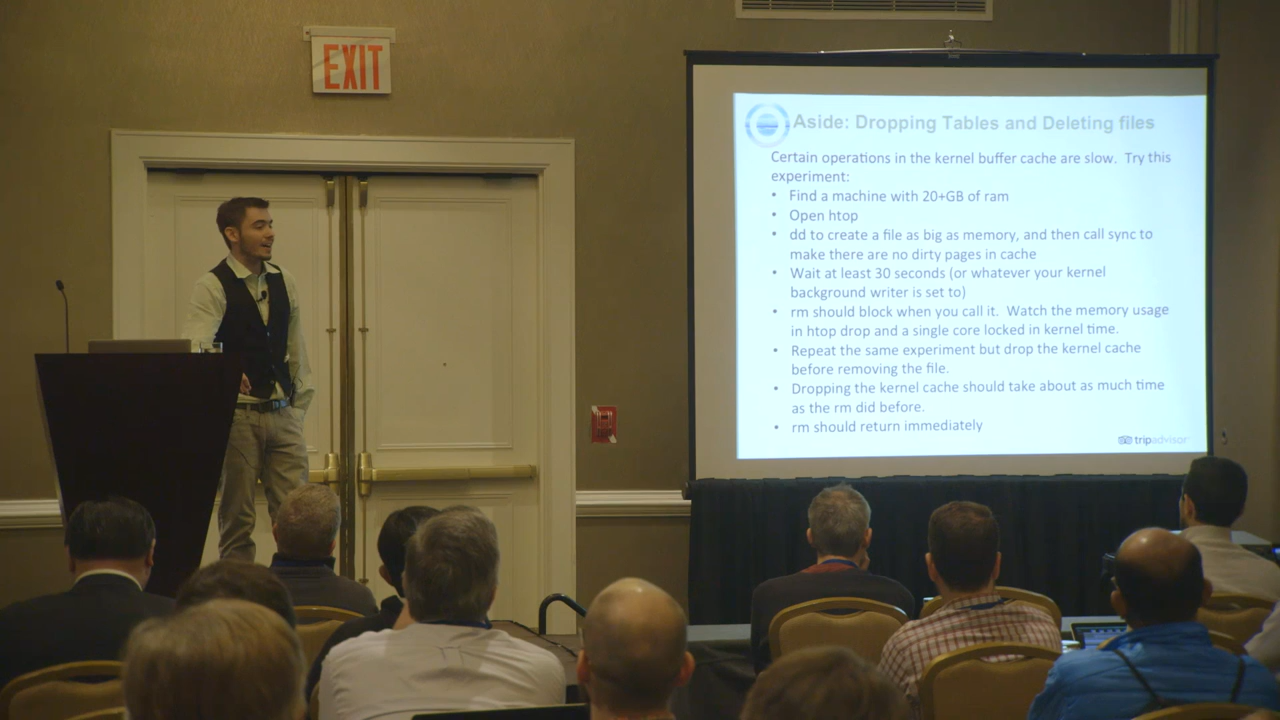 EXIT
Aside: Dropping Tables and Deleting files
Certain operations in the kernel buffer cache are slow.  Try this
experiment:
• Find a machine with 20+GB of ram
• Open htop
• dd to create a file as big as memory, and then call sync to
make there are no dirty pages in cache
• Wait at least 30 seconds (or whatever your kernel
background writer is set to)
• rm should block when you call it.  Watch the memory usage
in htop drop and a single core locked in kernel time.
• Repeat the same experiment but drop the kernel cache
before removing the file.
• Dropping the kernel cache should take about as much time
as the rm did before.
• rm should return immediately
tripadvisor